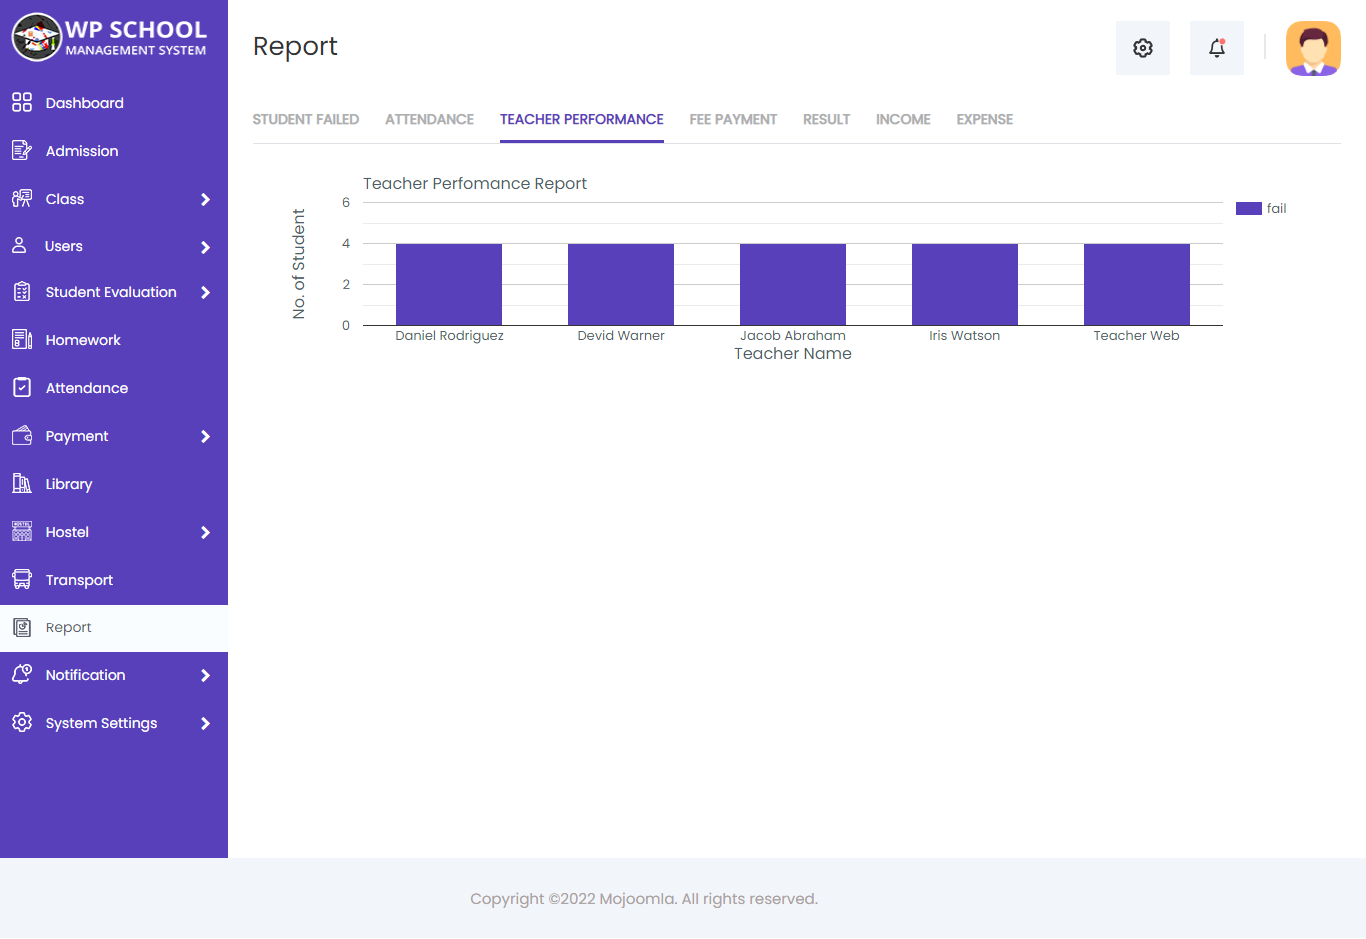 WP SCHOOL
MANAGEMENT SYSTEM
Dashboard
Admission
Class
Users
Student Evaluation
Homework
Attendance
Payment
Library
HOSTEL
Hostel
Transport
Report
Notification
System Settings
Report
STUDENT FAILED
ATTENDANCE
TEACHER PERFORMANCE
FEE PAYMENT
RESULT
INCOME
EXPENSE
Teacher Perfomance Report
No. of Student
6
4
2
0
fail
Daniel Rodriguez
Devid Warner
Jacob Abraham
Iris Watson
Teacher Web
Teacher Name
Copyright ©2022 Mojoomla. All rights reserved.